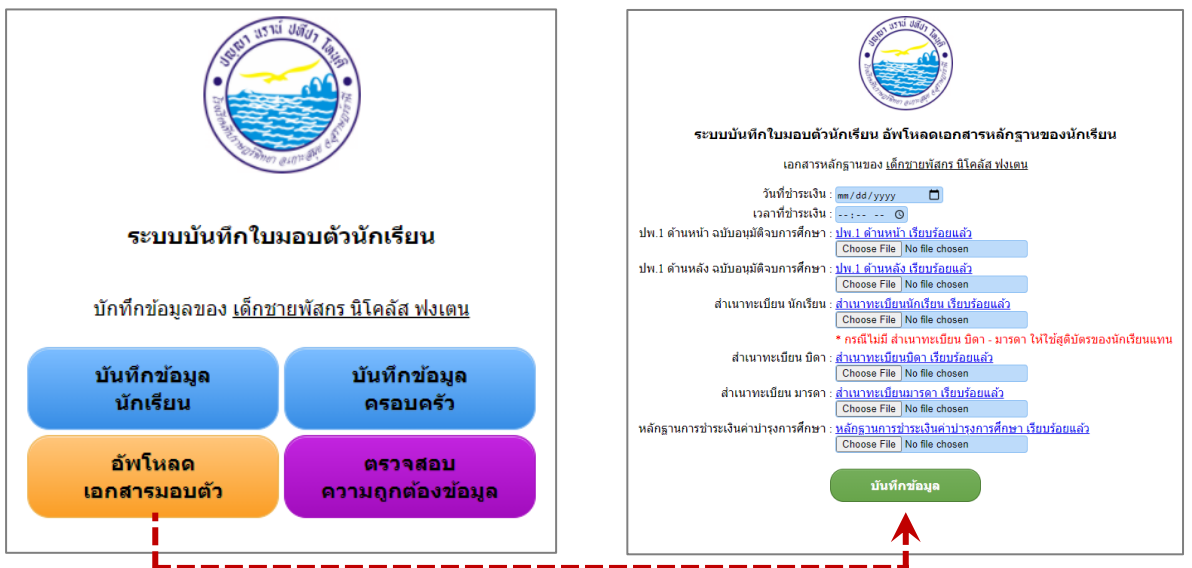 ปญญา นราน ปทีปา โลมุติ
ระบบบันทึกใบมอบตัวนักเรียน
บักทึกข้อมูลของ เด็กชายพัสกร นิโคลัส ฟงเตน
บันทึกข้อมูล
นักเรียน
บันทึกข้อมูล
ครอบครัว
อัพโหลด
เอกสารมอบตัว
ตรวจสอบ
ความถูกต้องข้อมูล
ระบบบันทึกใบมอบตัวนักเรียน อัพโหลดเอกสารหลักฐานของนักเรียน
เอกสารหลักฐานของ เด็กชายพัสกร นิโคลัส ฟงเตน
วันที่ชำระเงิน : mm/dd/yyyy
เวลาที่ชำระเงิน : --:-- --
ปพ.1 ด้านหน้า ฉบับอนุมัติจบการศึกษา : ปพ.1 ด้านหน้า เรียบร้อยแล้ว
Choose File No file chosen
ปพ.1 ด้านหลัง ฉบับอนุมัติจบการศึกษา : ปพ.1 ด้านหลัง เรียบร้อยแล้ว
Choose File No file chosen
สำเนาทะเบียน นักเรียน : สำเนาทะเบียนนักเรียน เรียบร้อยแล้ว
Choose File No file chosen
* กรณีไม่มี สำเนาทะเบียน บิดา - มารดา ให้ใช้สูติบัตรของนักเรียนแทน
สำเนาทะเบียน บิดา : สำเนาทะเบียนบิดา เรียบร้อยแล้ว
Choose File No file chosen
สำเนาทะเบียน มารดา : สำเนาทะเบียนมารดา เรียบร้อยแล้ว
Choose File No file chosen
หลักฐานการชำระเงินค่าบำรุงการศึกษา : หลักฐานการชำระเงินค่าบำรุงการศึกษา เรียบร้อยแล้ว
Choose File No file chosen
บันทึกข้อมูล